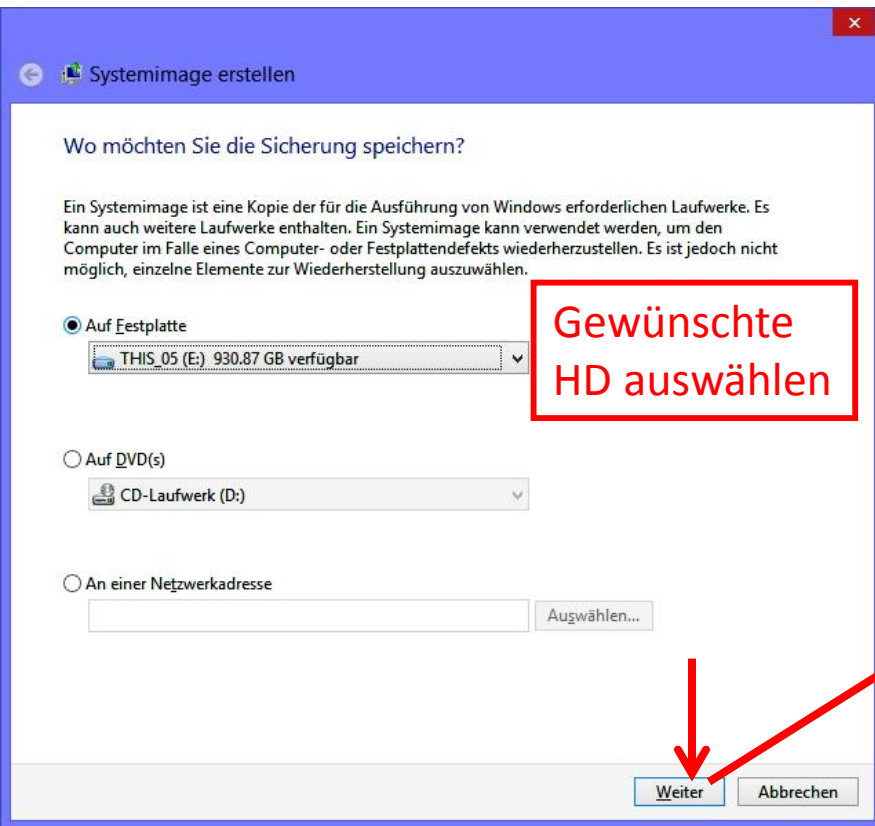 Systemimage erstellen
Wo möchten Sie die Sicherung speichern?
Ein Systemimage ist eine Kopie der für die Ausführung von Windows erforderlichen Laufwerke. Es
kann auch weitere Laufwerke enthalten. Ein Systemimage kann verwendet werden, um den
Computer im Falle eines Computer- oder Festplattendefekts wiederherzustellen. Es ist jedoch nicht
möglich, einzelne Elemente zur Wiederherstellung auszuwählen.
Auf Festplatte
THIS_05 (E:) 930.87 GB verfügbar
Gewünschte
HD auswählen
Auf DVD(s)
CD-Laufwerk (D:)
An einer Netzwerkadresse
Auswählen...
Weiter Abbrechen